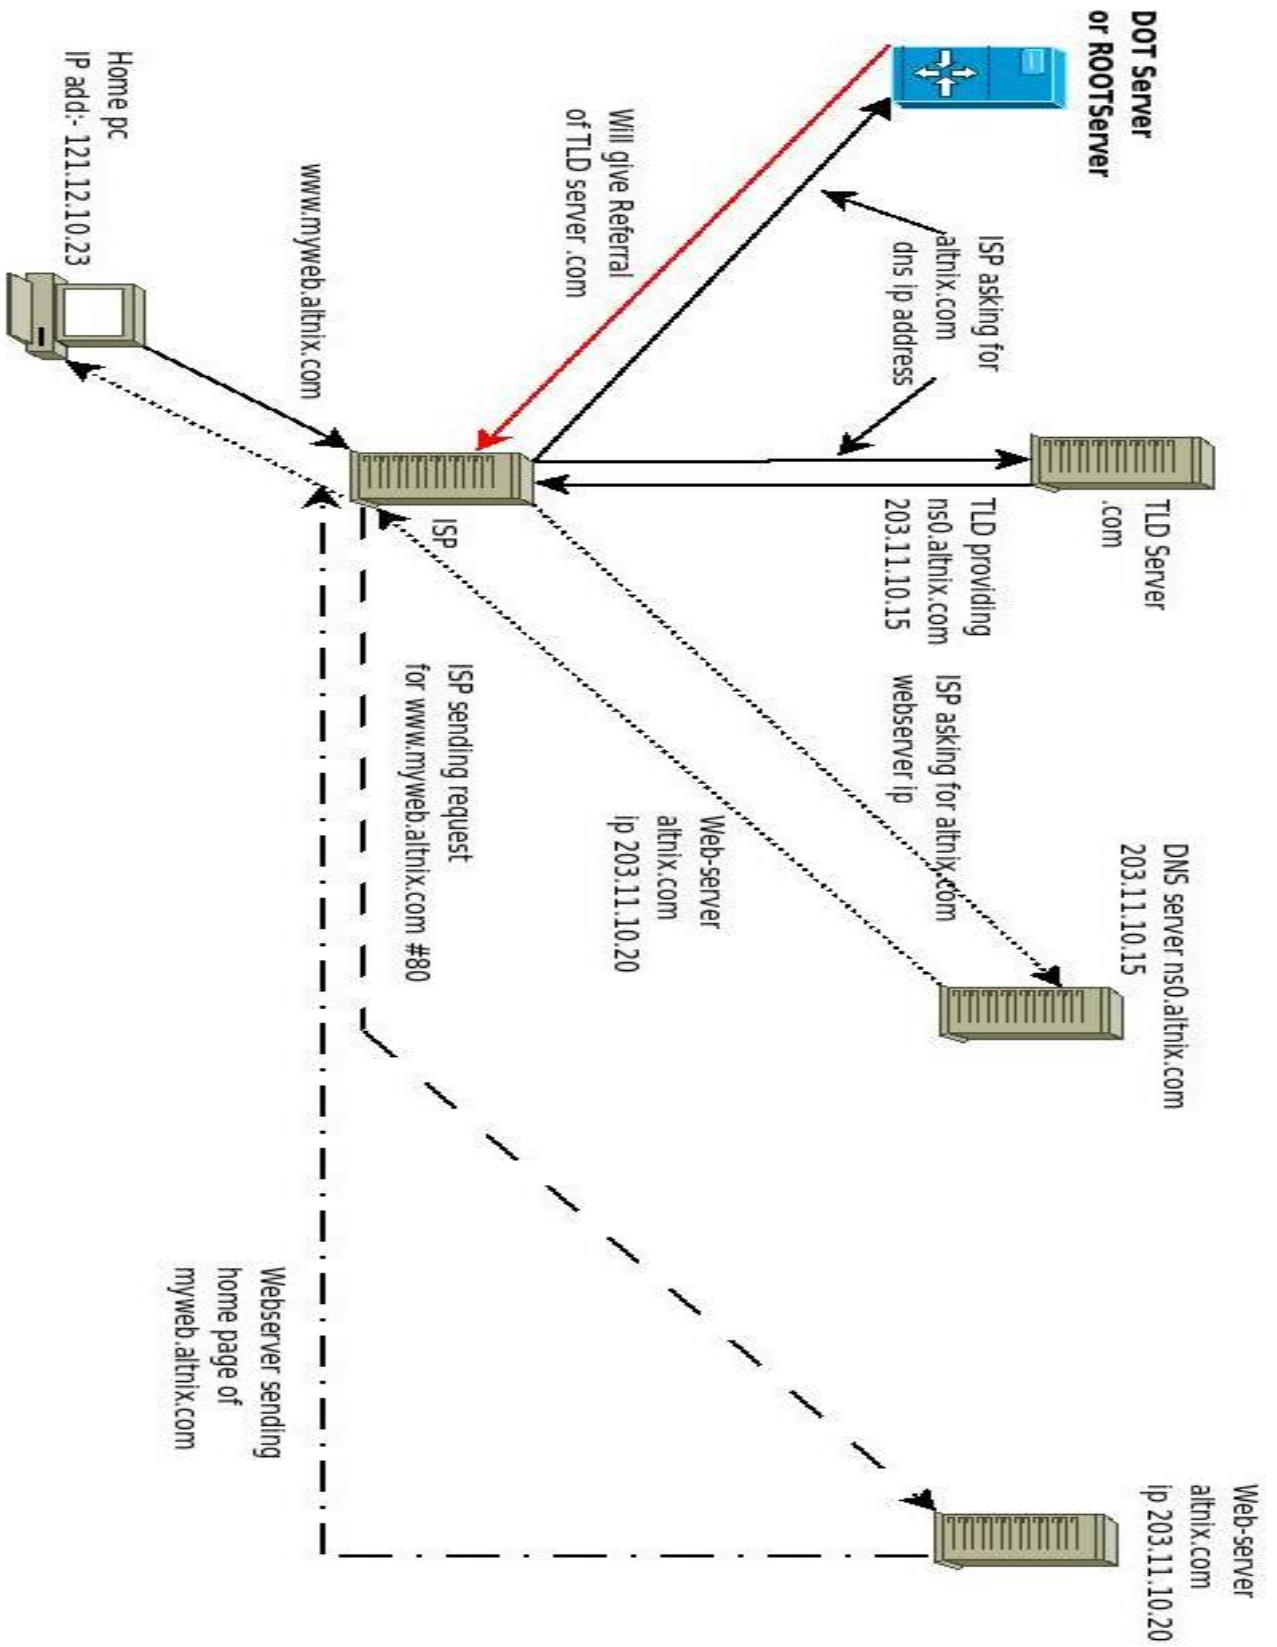 DOT Server
or ROOTServer
TLD Server
.com
DNS server ns0.altnix.com
203.11.10.15
Web-server
altnix.com
ip 203.11.10.20
ISP asking for
altnix.com
dns ip address
TLD providing
ns0.altnix.com
203.11.10.15
ISP asking for altnix.com
webserver ip
Will give Referral
of TLD server .com
Web-server
altnix.com
ip 203.11.10.20
ISP
ISP sending request
for www.myweb.altnix.com #80
www.myweb.altnix.com
Webserver sending
home page of
myweb.altnix.com
Home pc
IP add:- 121.12.10.23